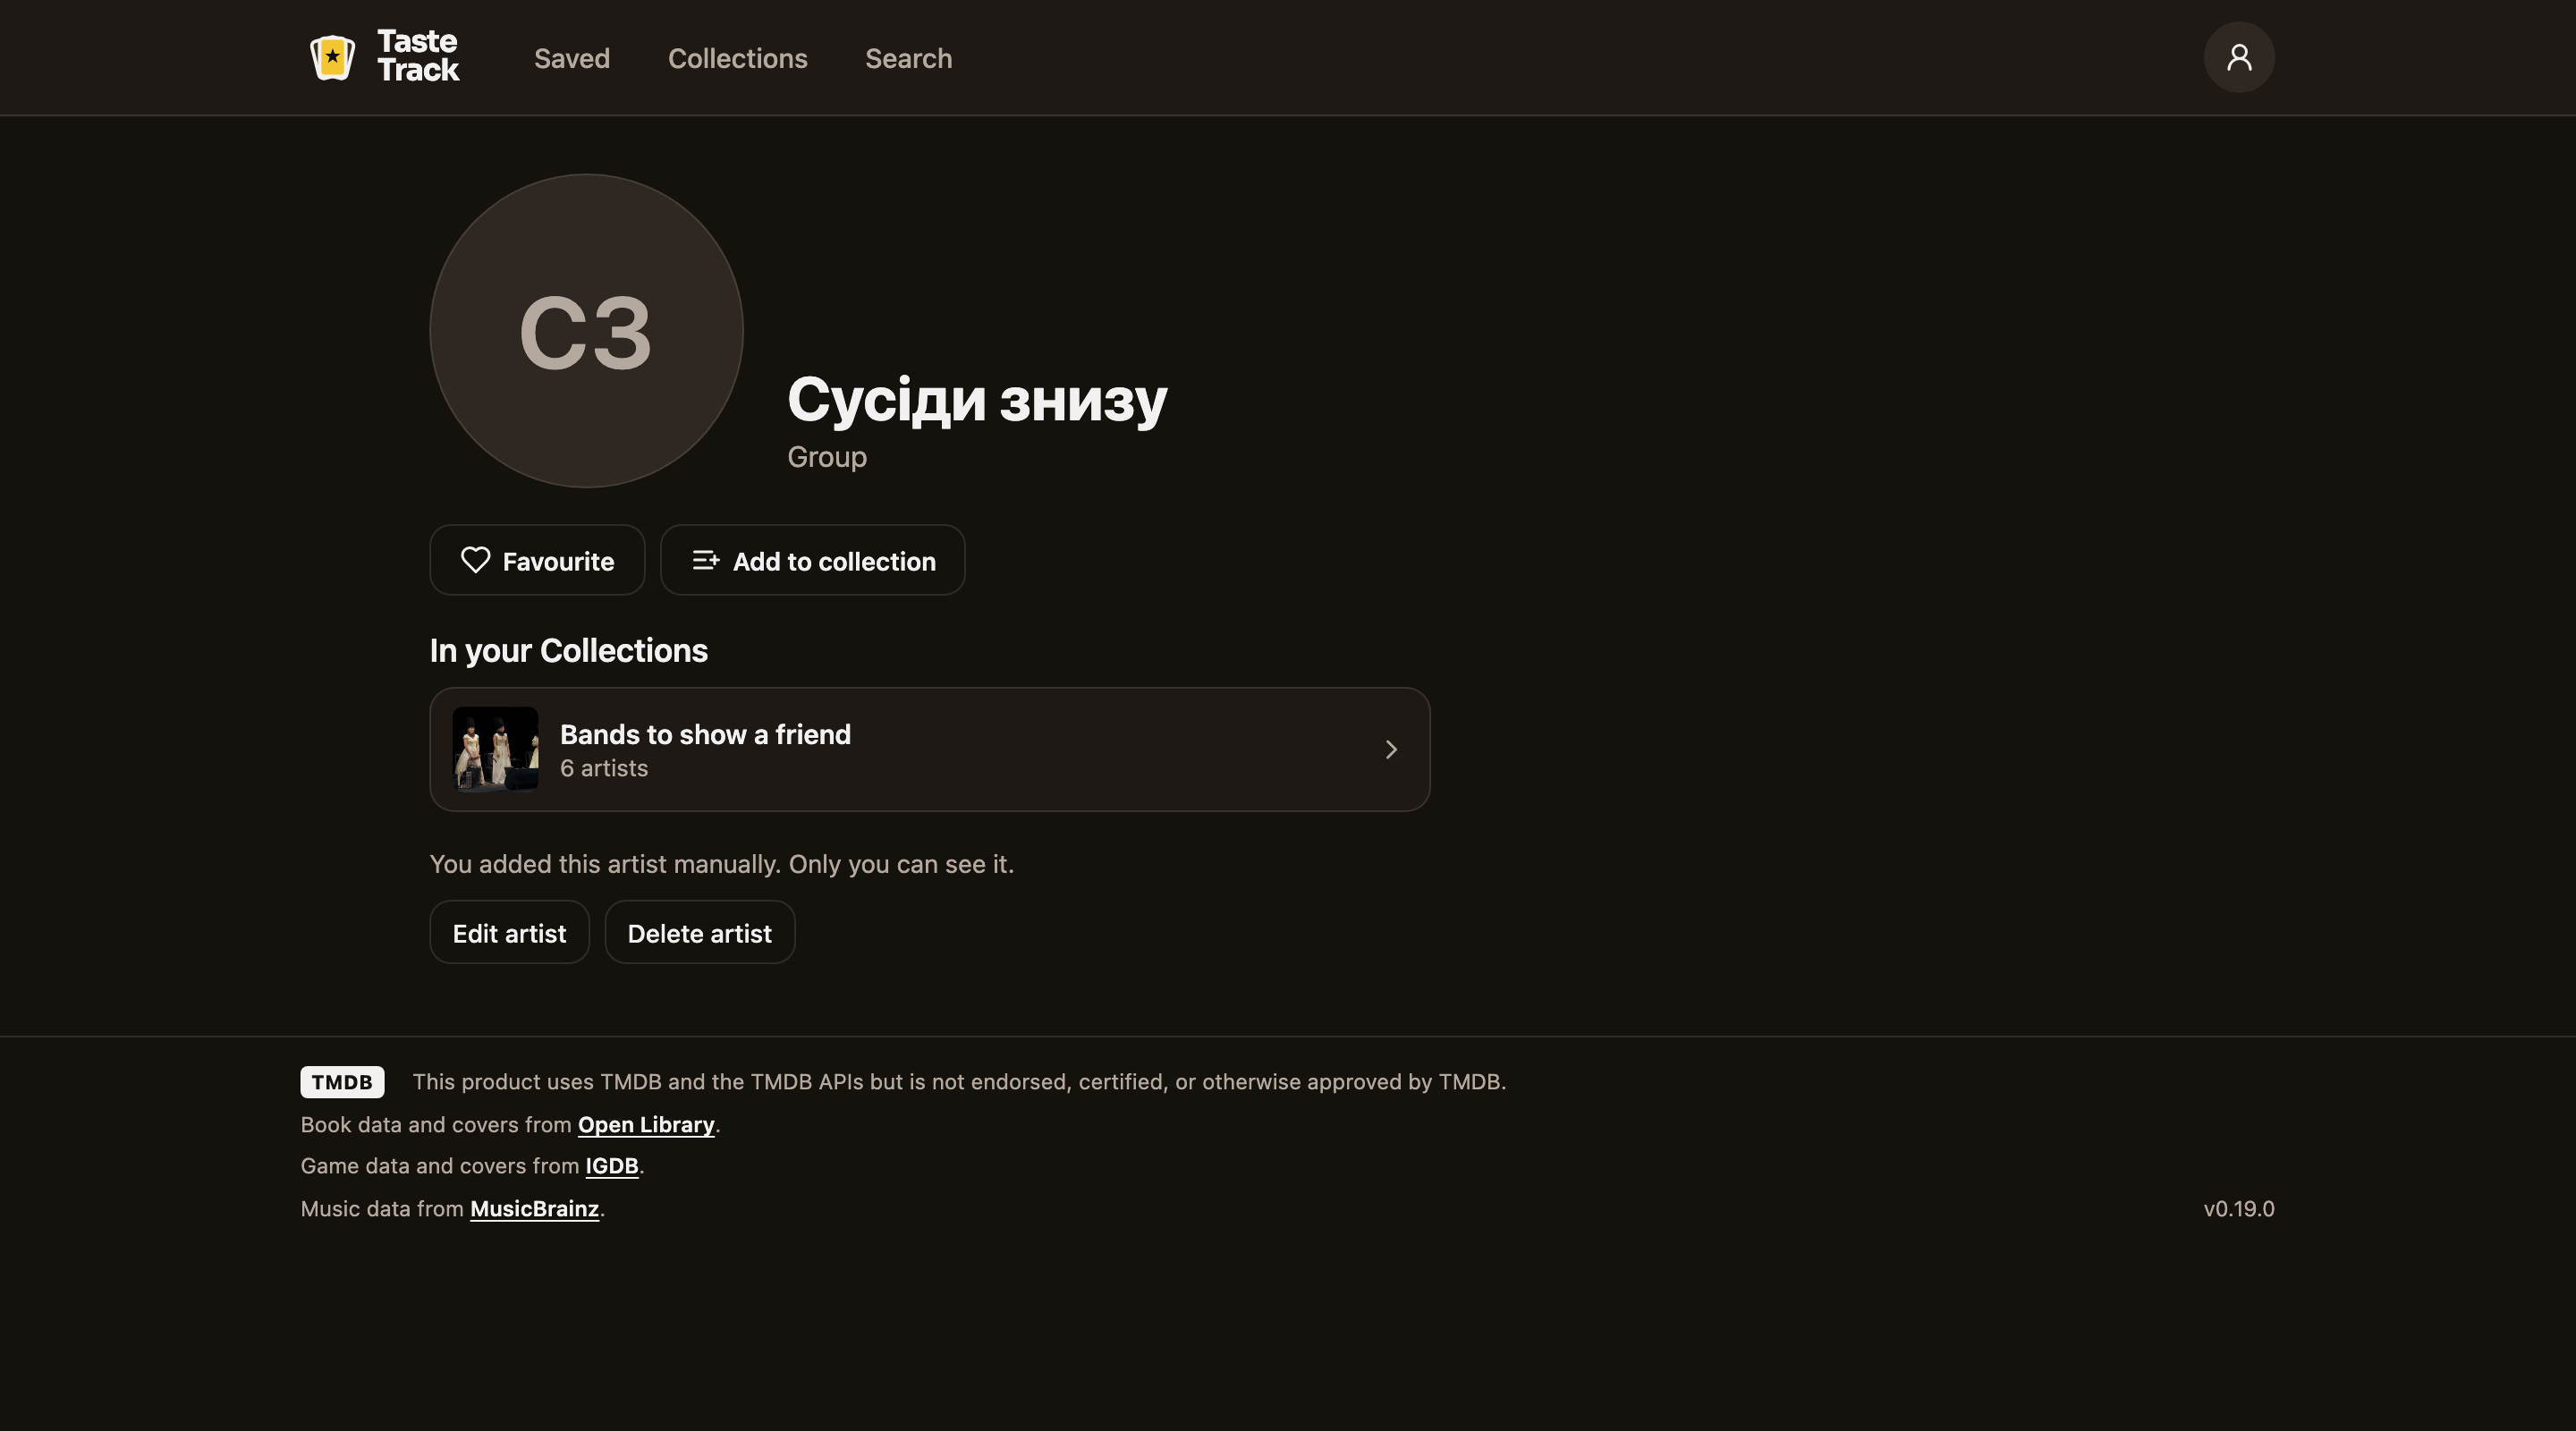 Taste
Track
Saved
Collections
Search
СЗ
Сусіди знизу
Group
Favourite
Add to collection
In your Collections
Bands to show a friend
6 artists
You added this artist manually. Only you can see it.
Edit artist
Delete artist
TMDB This product uses TMDB and the TMDB APIs but is not endorsed, certified, or otherwise approved by TMDB.
Book data and covers from Open Library.
Game data and covers from IGDB.
Music data from MusicBrainz.
v0.19.0